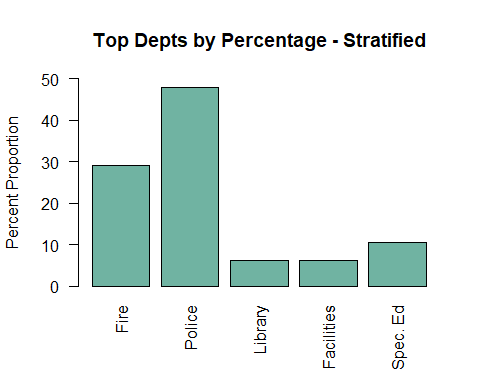 Top Depts by Percentage - Stratified
Percent Proportion
50
40
30
20
10
0
Fire
Police
Library
Facilities
Spec. Ed